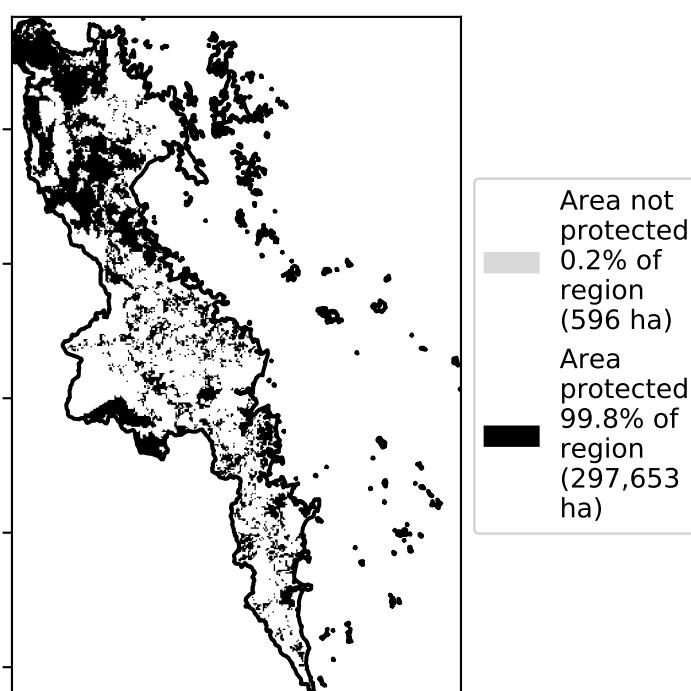 Area not
protected
0.2% of
region
(596 ha)
Area
protected
99.8% of
region
(297,653
ha)